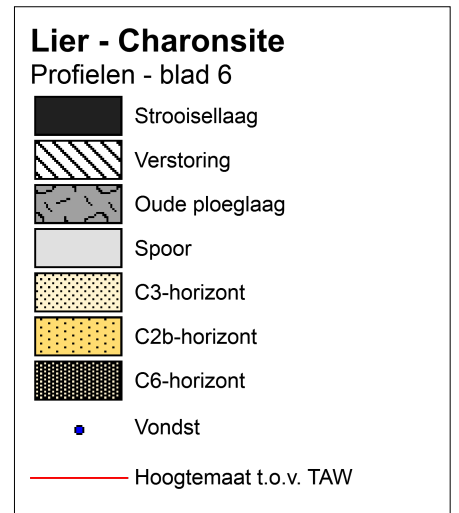 Lier - Charonsite
Profielen - blad 6
Strooisellaag
Verstoring
Oude ploeglaag
Spoor
C3-horizont
C2b-horizont
C6-horizont
Vondst
Hoogtemaat t.o.v. TAW